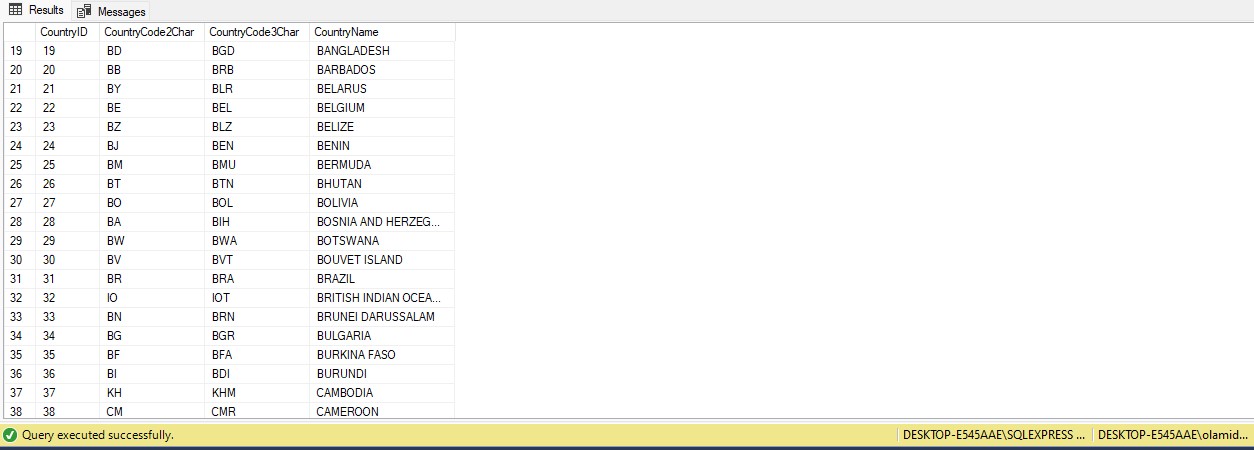 Results Messages
CountryID CountryCode2Char CountryCode3Char CountryName
19 19 BD BGD BANGLADESH
20 20 BB BRB BARBADOS
21 21 BY BLR BELARUS
22 22 BE BEL BELGIUM
23 23 BZ BLZ BELIZE
24 24 BJ BEN BENIN
25 25 BM BMU BERMUDA
26 26 BT BTN BHUTAN
27 27 BO BOL BOLIVIA
28 28 BA BIH BOSNIA AND HERZEG...
29 29 BW BWA BOTSWANA
30 30 BV BVT BOUVET ISLAND
31 31 BR BRA BRAZIL
32 32 IO IOT BRITISH INDIAN OCEA...
33 33 BN BRN BRUNEI DARUSSALAM
34 34 BG BGR BULGARIA
35 35 BF BFA BURKINA FASO
36 36 BI BDI BURUNDI
37 37 KH KHM CAMBODIA
38 38 CM CMR CAMEROON
Query executed successfully. DESKTOP-E545AAE\SQLEXPRESS ... DESKTOP-E545AAE\olamid...